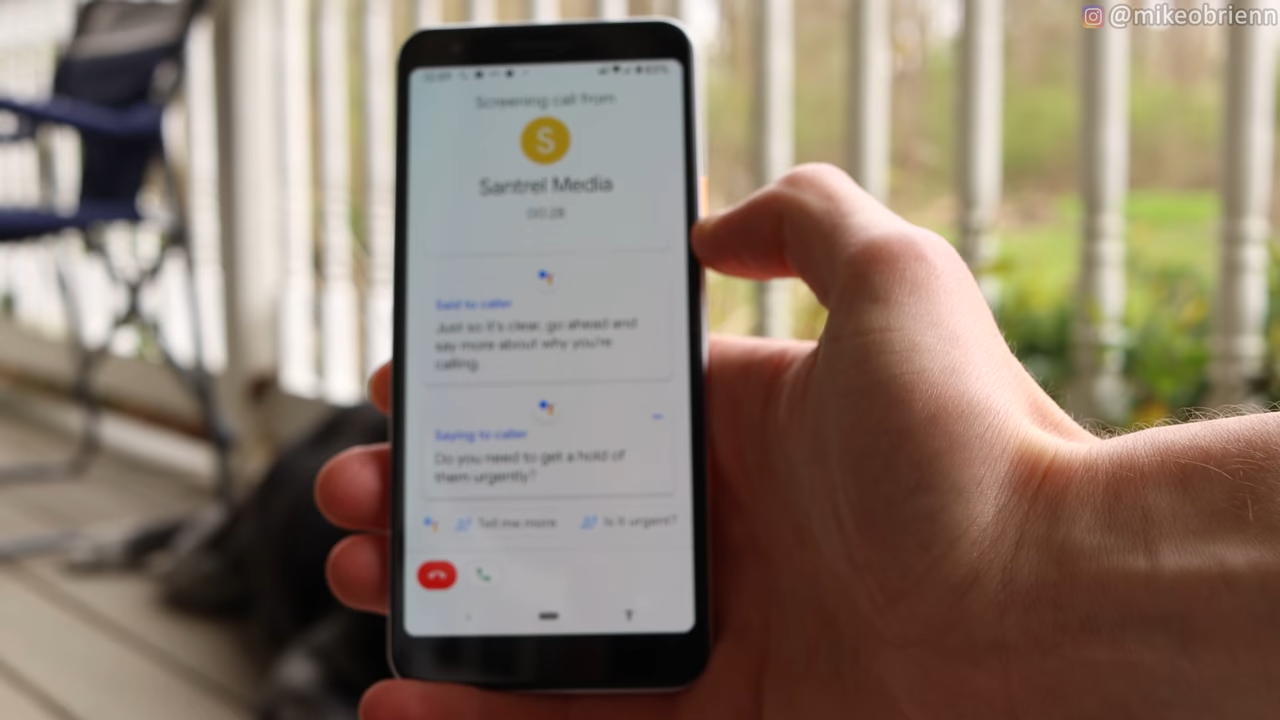 @mikeobrienn
Screening call from
S
Santrel Media
00:28
Said to caller
Just so it's clear, go ahead and
say more about why you're
calling.
Saying to caller
Do you need to get a hold of
them urgently?
Tell me more
Is it urgent?